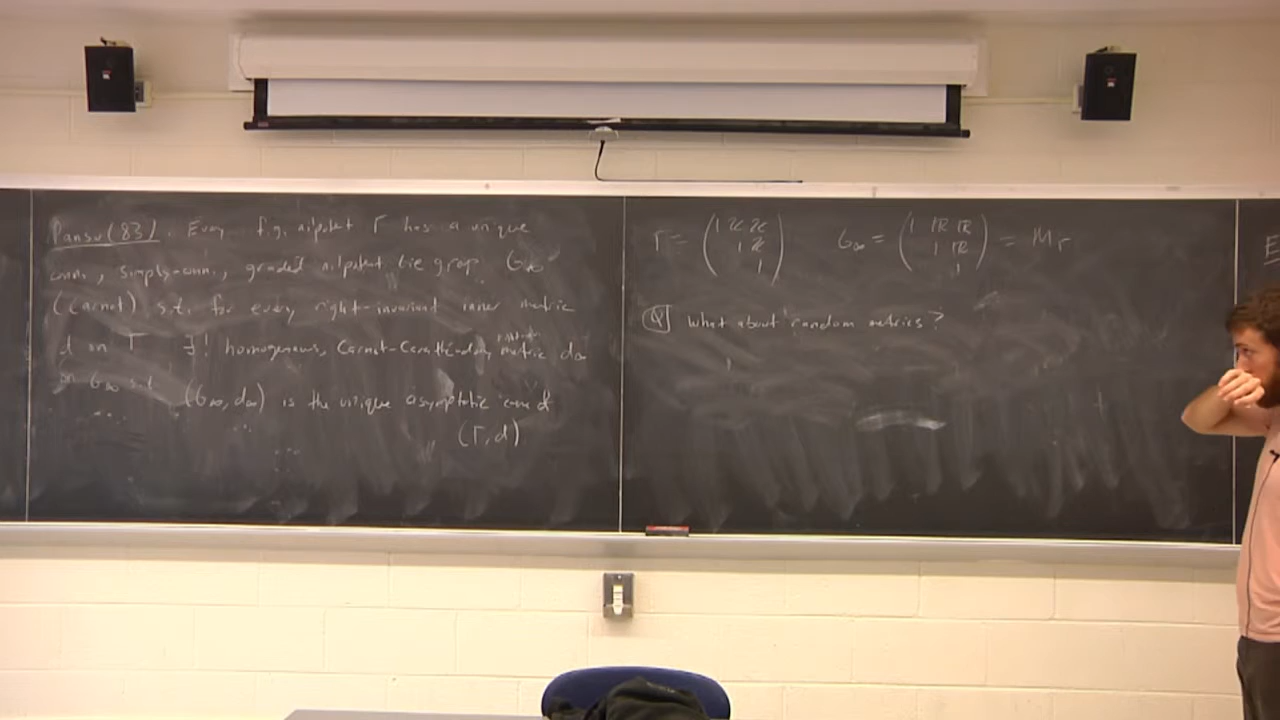 Pansu (83). Every f.g. nilpotent Γ has a unique
conn., simply-conn., graded nilpotent Lie group G∞
(Carnot) s.t. for every right-invariant inner metric
d on Γ ∃! homogeneous, Carnot-Carathéodory metric d∞
on G∞ s.t. (G∞, d∞) is the unique asymptotic cone of
(Γ, d)
Γ = (1 ℤ ℤ
1 ℤ
1)
G∞ = (1 ℝ ℝ
1 ℝ
1) = M_Γ
Q What about random metrics?
E